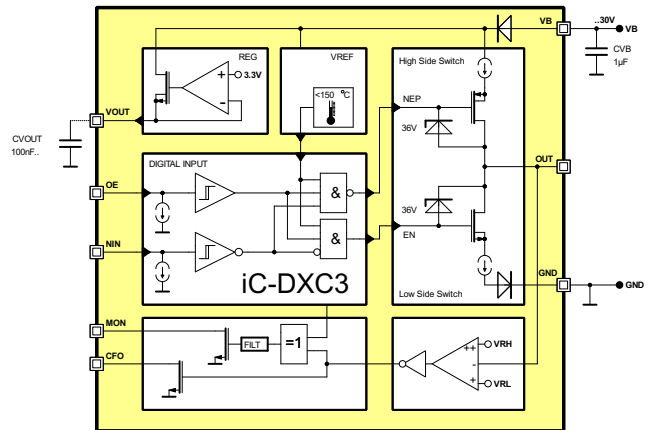 ..30V
VB
VB
CVB
1µF
REG
3.3V
+
-
VREF
<150 °C
High Side Switch
NEP
36V
VOUT
CVOUT
100nF..
OE
DIGITAL INPUT
&
&
NIN
iC-DXC3
OUT
36V
EN
Low Side Switch
GND
GND
MON
CFO
FILT
=1
++
-
+
VRH
VRL